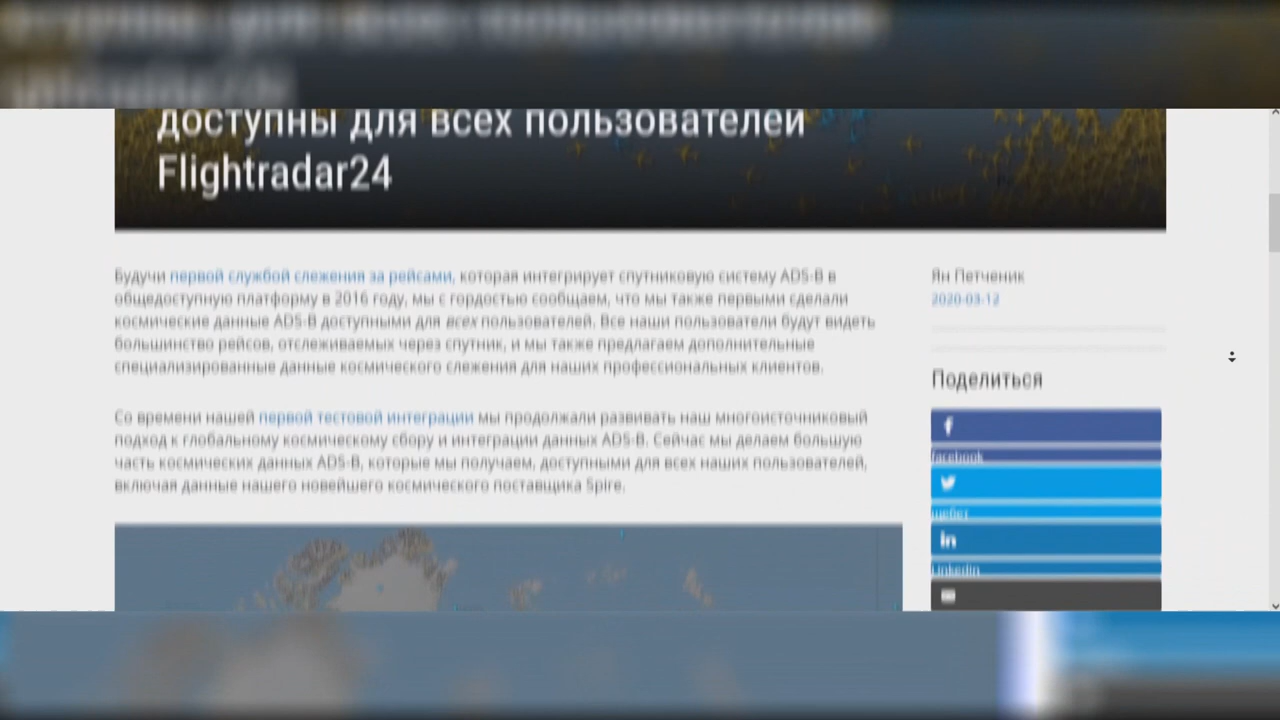 доступны для всех пользователей
Flightradar24
Будучи первой службой слежения за рейсами, которая интегрирует спутниковую систему ADS-B в
общедоступную платформу в 2016 году, мы с гордостью сообщаем, что мы также первыми сделали
космические данные ADS-B доступными для всех пользователей. Все наши пользователи будут видеть
большинство рейсов, отслеживаемых через спутник, и мы также предлагаем дополнительные
специализированные данные космического слежения для наших профессиональных клиентов.
Со времени нашей первой тестовой интеграции мы продолжали развивать наш многоисточниковый
подход к глобальному космическому сбору и интеграции данных ADS-B. Сейчас мы делаем большую
часть космических данных ADS-B, которые мы получаем, доступными для всех наших пользователей,
включая данные нашего новейшего космического поставщика Spire.
Ян Петченик
2020-03-12
Поделиться
facebook
щебет
Linkedin